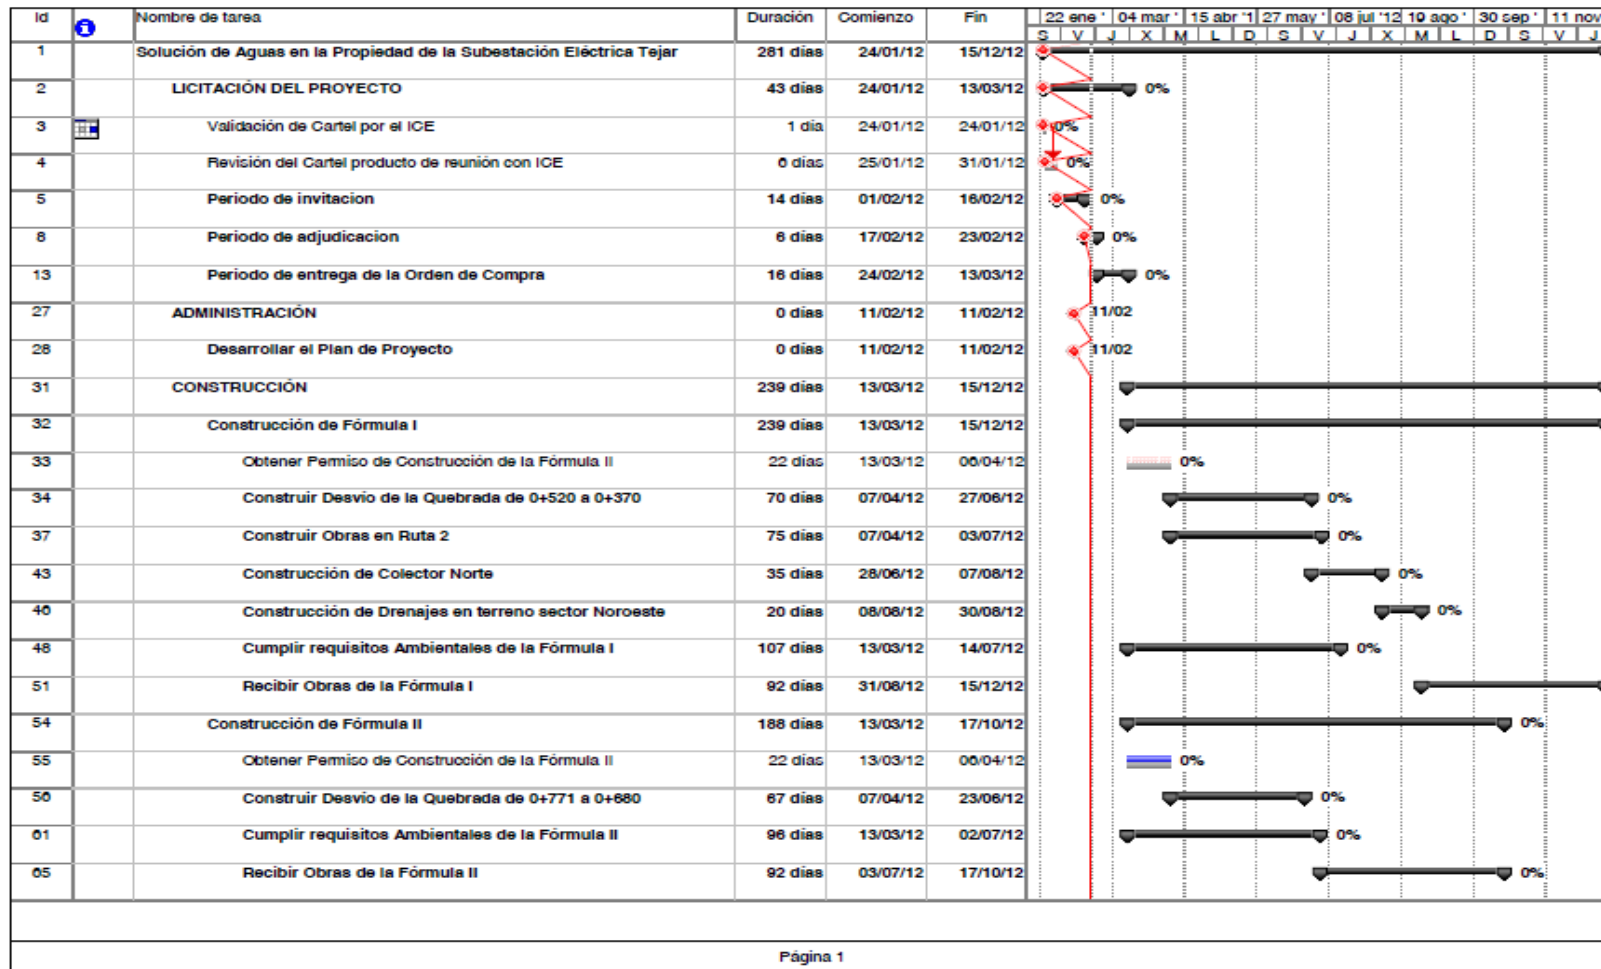 Id Nombre de tarea Duración Comienzo Fin 22 ene ' 04 mar ' 15 abr '1 27 may ' 08 jul '12 19 ago ' 30 sep ' 11 nov
S V J X M L D S V J X M L D S V J
1 Solución de Aguas en la Propiedad de la Subestación Eléctrica Tejar 281 días 24/01/12 15/12/12
2 LICITACIÓN DEL PROYECTO 43 días 24/01/12 13/03/12 0%
3 Validación de Cartel por el ICE 1 día 24/01/12 24/01/12 0%
4 Revisión del Cartel producto de reunión con ICE 6 días 25/01/12 31/01/12 0%
5 Periodo de invitacion 14 días 01/02/12 16/02/12 0%
8 Periodo de adjudicacion 6 días 17/02/12 23/02/12 0%
13 Periodo de entrega de la Orden de Compra 16 días 24/02/12 13/03/12 0%
27 ADMINISTRACIÓN 0 días 11/02/12 11/02/12 11/02
28 Desarrollar el Plan de Proyecto 0 días 11/02/12 11/02/12 11/02
31 CONSTRUCCIÓN 239 días 13/03/12 15/12/12
32 Construcción de Fórmula I 239 días 13/03/12 15/12/12
33 Obtener Permiso de Construcción de la Fórmula II 22 días 13/03/12 06/04/12 0%
34 Construir Desvío de la Quebrada de 0+520 a 0+370 70 días 07/04/12 27/06/12 0%
37 Construir Obras en Ruta 2 75 días 07/04/12 03/07/12 0%
43 Construcción de Colector Norte 35 días 28/06/12 07/08/12 0%
46 Construcción de Drenajes en terreno sector Noroeste 20 días 08/08/12 30/08/12 0%
48 Cumplir requisitos Ambientales de la Fórmula I 107 días 13/03/12 14/07/12 0%
51 Recibir Obras de la Fórmula I 92 días 31/08/12 15/12/12
54 Construcción de Fórmula II 188 días 13/03/12 17/10/12 0%
55 Obtener Permiso de Construcción de la Fórmula II 22 días 13/03/12 06/04/12 0%
56 Construir Desvío de la Quebrada de 0+771 a 0+680 67 días 07/04/12 23/06/12 0%
61 Cumplir requisitos Ambientales de la Fórmula II 96 días 13/03/12 02/07/12 0%
65 Recibir Obras de la Fórmula II 92 días 03/07/12 17/10/12 0%
Página 1